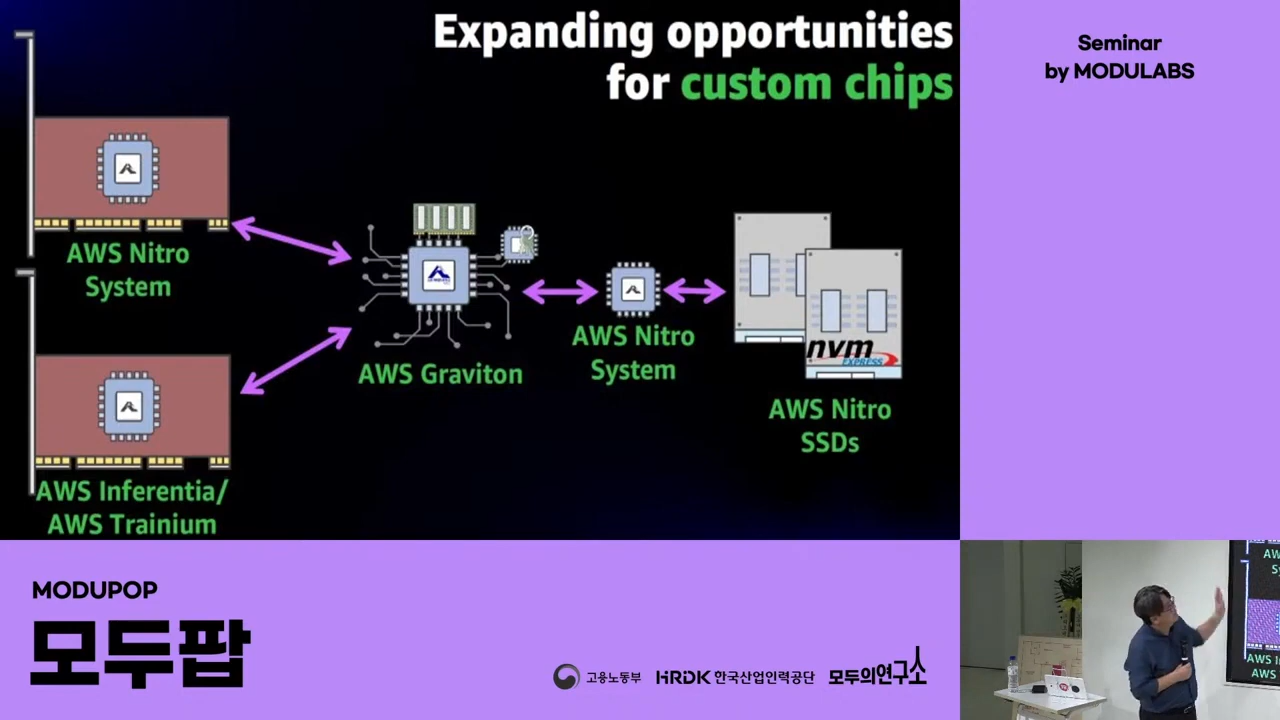 Expanding opportunities
for custom chips
Seminar
by MODULABS
AWS Nitro
System
AWS Graviton
AWS Nitro
System
nvm
EXPRESS
AWS Nitro
SSDs
AWS Inferentia/
AWS Trainium
MODUPOP
모두팝
고용노동부
HRDK 한국산업인력공단
모두의연구소